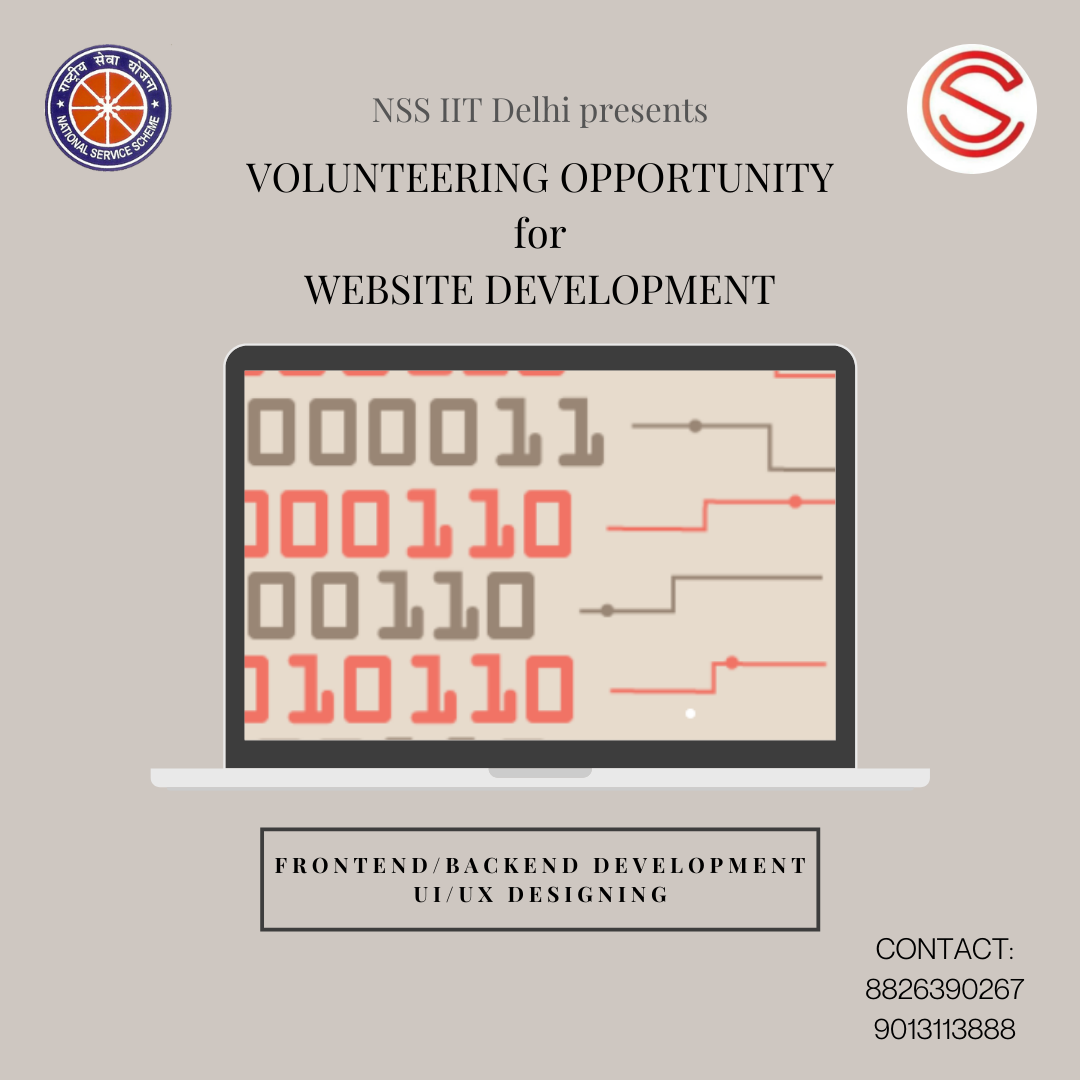 राष्ट्रीय सेवा योजना
NATIONAL SERVICE SCHEME
NSS IIT Delhi presents
VOLUNTEERING OPPORTUNITY
for
WEBSITE DEVELOPMENT
000011
000110
00110
010110
FRONTEND/BACKEND DEVELOPMENT
UI/UX DESIGNING
CONTACT:
8826390267
9013113888